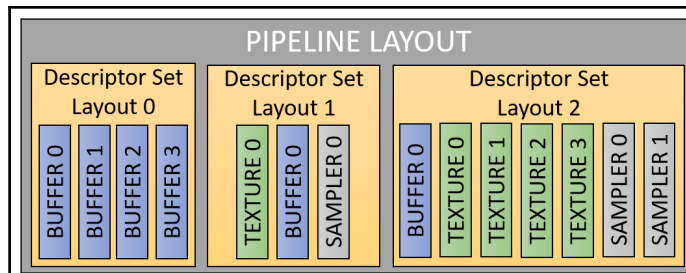 PIPELINE LAYOUT
Descriptor Set
Layout 0
BUFFER 0
BUFFER 1
BUFFER 2
BUFFER 3
Descriptor Set
Layout 1
TEXTURE 0
BUFFER 0
SAMPLER 0
Descriptor Set
Layout 2
BUFFER 0
TEXTURE 0
TEXTURE 1
TEXTURE 2
TEXTURE 3
SAMPLER 0
SAMPLER 1